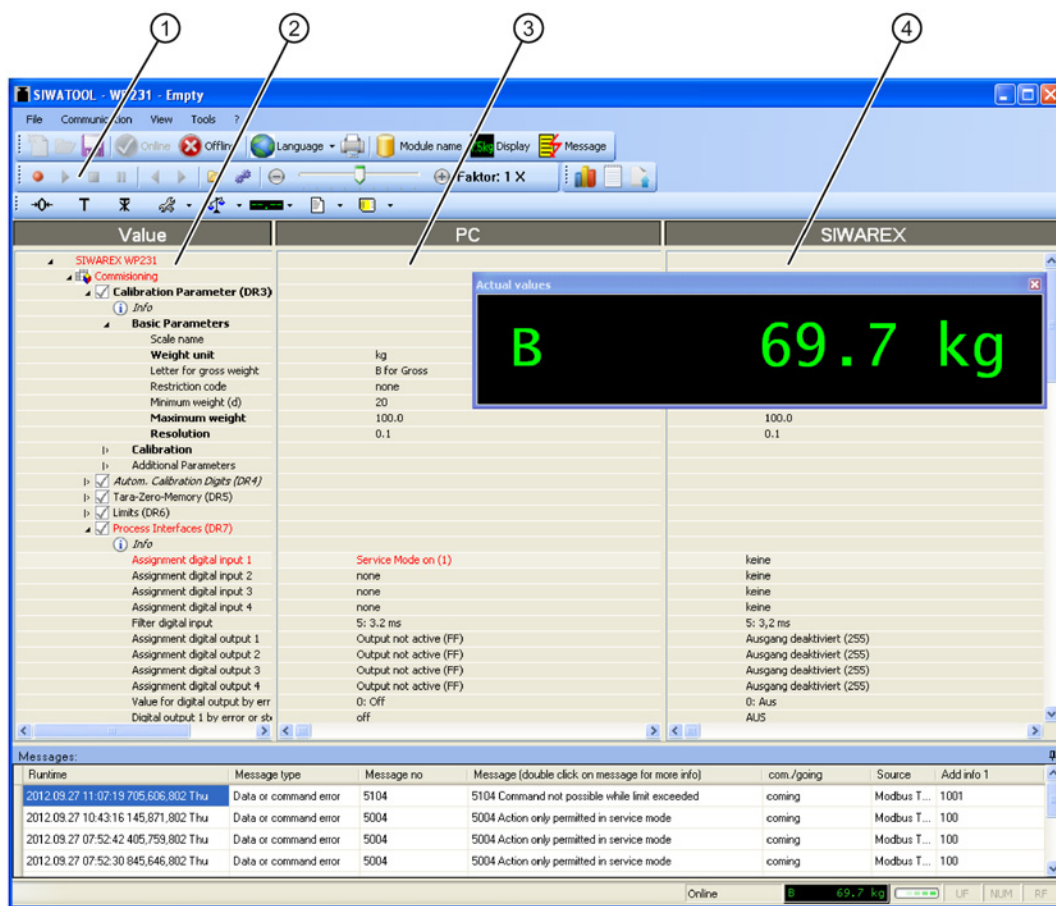 1 2 3 4
SIWATOOL - WP231 - Empty
File Communication View Tools ?
Online Offline Language Module name Display Message
Faktor: 1 X
T
Value PC SIWAREX
SIWAREX WP231
Commisioning
Actual values
B 69.7 kg
Calibration Parameter (DR3)
Info
Basic Parameters
Scale name
Weight unit kg
Letter for gross weight B for Gross
Restriction code none
Minimum weight (d) 20
Maximum weight 100.0 100.0
Resolution 0.1 0.1
Calibration
Additional Parameters
Autom. Calibration Digits (DR4)
Tara-Zero-Memory (DR5)
Limits (DR6)
Process Interfaces (DR7)
Info
Assignment digital input 1 Service Mode on (1) keine
Assignment digital input 2 none keine
Assignment digital input 3 none keine
Assignment digital input 4 none keine
Filter digital input 5: 3.2 ms 5: 3,2 ms
Assignment digital output 1 Output not active (FF) Ausgang deaktiviert (255)
Assignment digital output 2 Output not active (FF) Ausgang deaktiviert (255)
Assignment digital output 3 Output not active (FF) Ausgang deaktiviert (255)
Assignment digital output 4 Output not active (FF) Ausgang deaktiviert (255)
Value for digital output by err 0: Off 0: Aus
Digital output 1 by error or sto off AUS
Messages:
Runtime Message type Message no Message (double click on message for more info) com./going Source Add info 1
2012.09.27 11:07:19 705,606,802 Thu Data or command error 5104 5104 Command not possible while limit exceeded coming Modbus T... 1001
2012.09.27 10:43:16 145,871,802 Thu Data or command error 5004 5004 Action only permitted in service mode coming Modbus T... 100
2012.09.27 07:52:42 405,759,802 Thu Data or command error 5004 5004 Action only permitted in service mode coming Modbus T... 100
2012.09.27 07:52:30 845,646,802 Thu Data or command error 5004 5004 Action only permitted in service mode coming Modbus T... 100
Online B 69.7 kg UF NUM RF